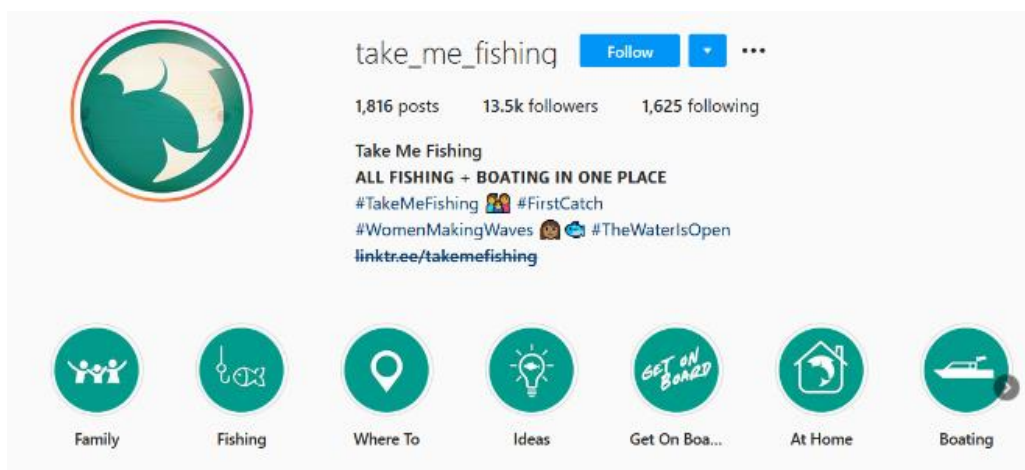 take_me_fishing Follow
1,816 posts 13.5k followers 1,625 following
Take Me Fishing
ALL FISHING + BOATING IN ONE PLACE
#TakeMeFishing #FirstCatch
#WomenMakingWaves #TheWaterIsOpen
linktr.ee/takemefishing
GET ON
BOARD
Family Fishing Where To Ideas Get On Boa... At Home Boating